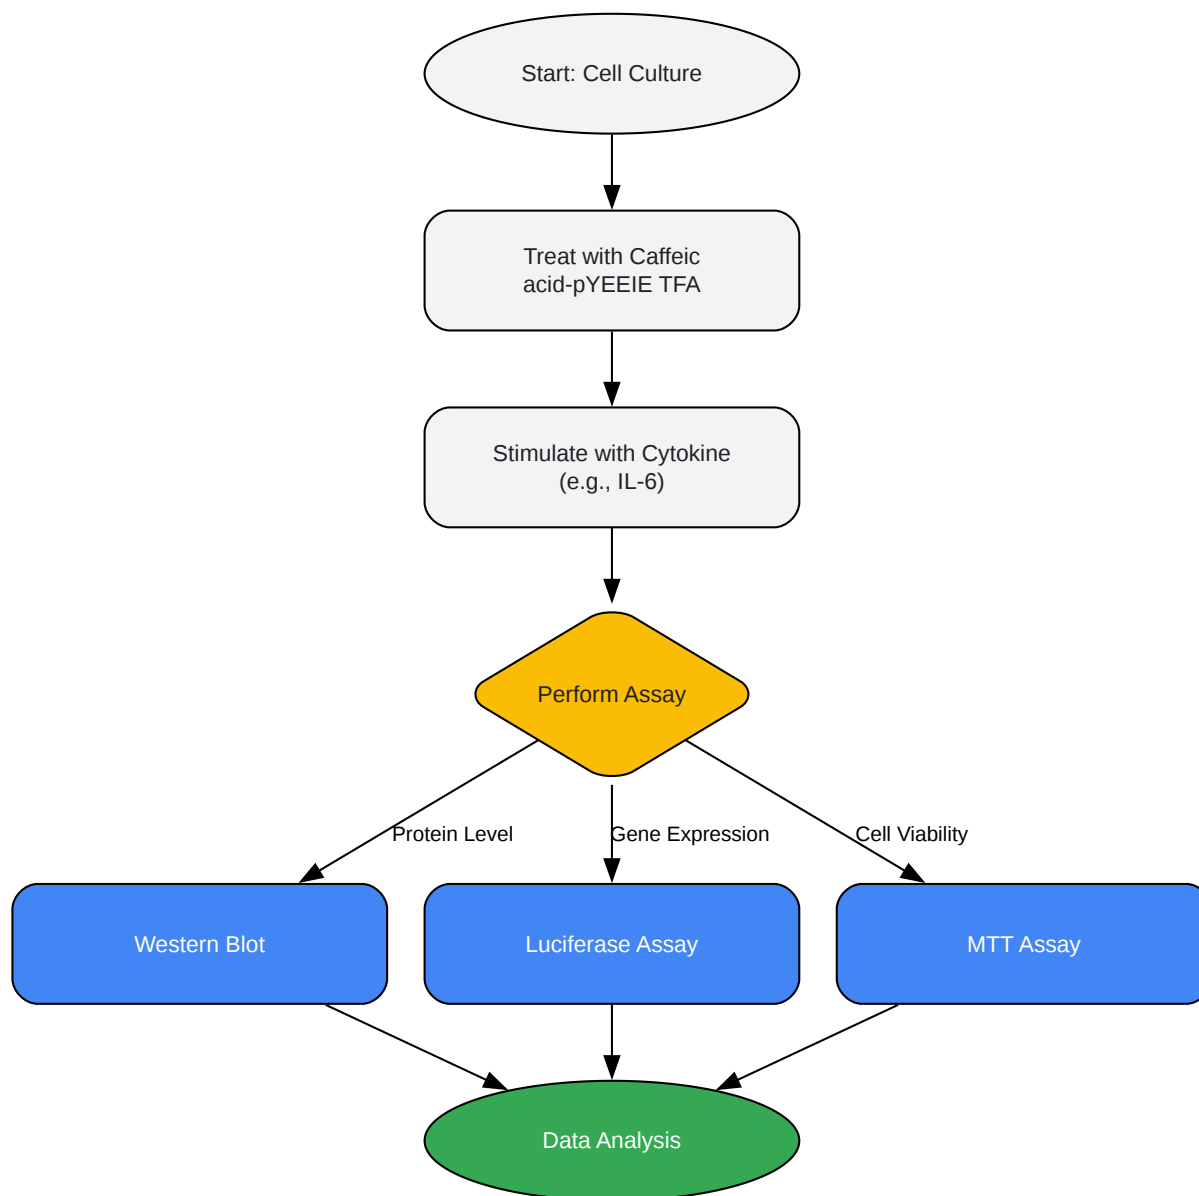 Start: Cell Culture
Treat with Caffeic
acid-pYEEIE TFA
Stimulate with Cytokine
(e.g., IL-6)
Perform Assay
Protein Level
Gene Expression
Cell Viability
Western Blot
Luciferase Assay
MTT Assay
Data Analysis